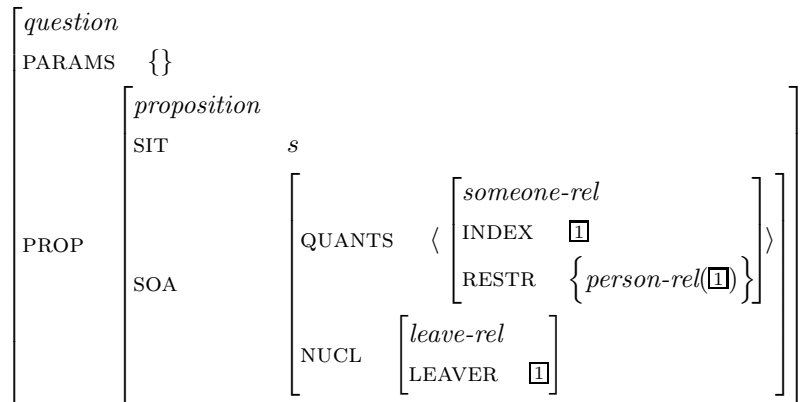 question
PARAMS {}
proposition
SIT s
someone-rel
PROP QUANTS ⟨ INDEX 1 ⟩
RESTR {person-rel(1)}
SOA
leave-rel
NUCL
LEAVER 1